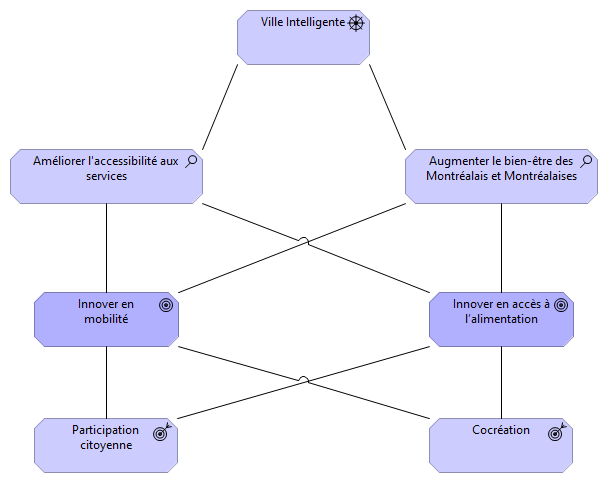 Ville Intelligente
Améliorer l'accessibilité aux
services
Augmenter le bien-être des
Montréalais et Montréalaises
Innover en
mobilité
Innover en accès à
l'alimentation
Participation
citoyenne
Cocréation